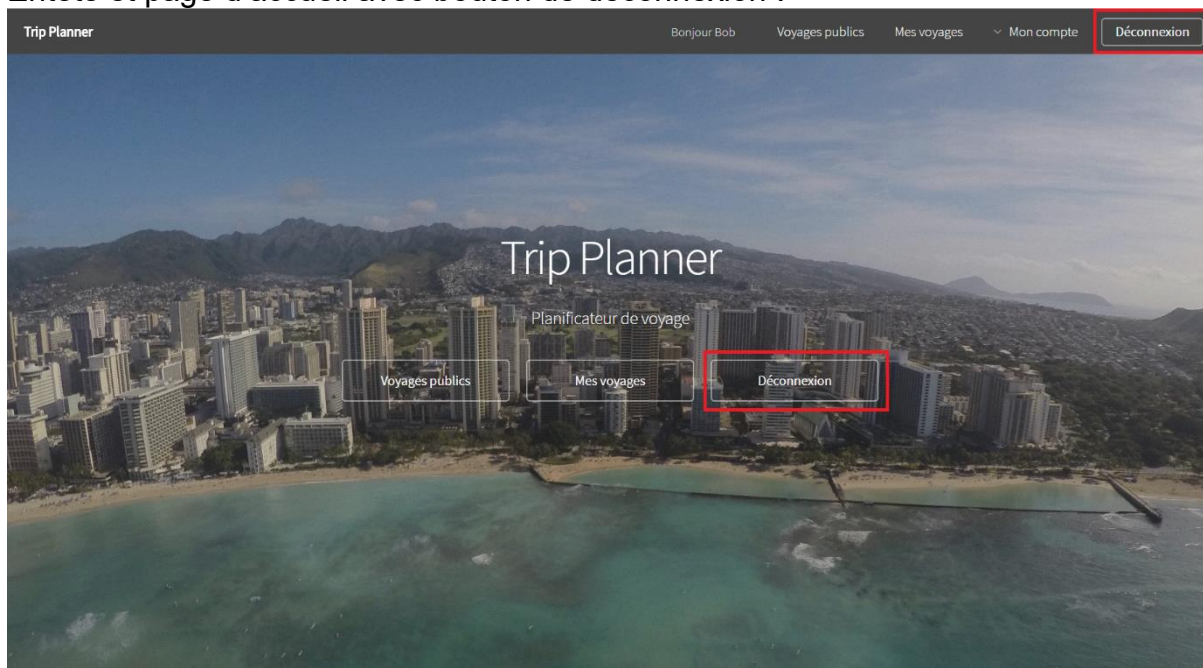 Entête et page d'accueil avec bouton de déconnexion :
Trip Planner Bonjour Bob Voyages publics Mes voyages Mon compte Déconnexion
Trip Planner
Planificateur de voyage
Voyages publics Mes voyages Déconnexion